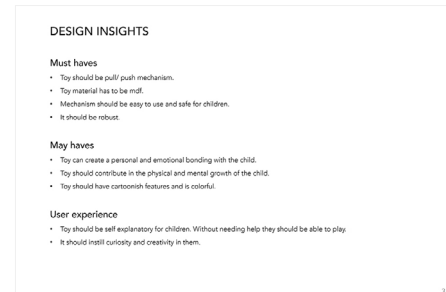 DESIGN INSIGHTS
Must haves
• Toy should be pull/ push mechanism.
• Toy material has to be mdf.
• Mechanism should be easy to use and safe for children.
• It should be robust.
May haves
• Toy can create a personal and emotional bonding with the child.
• Toy should contribute in the physical and mental growth of the child.
• Toy should have cartoonish features and is colorful.
User experience
• Toy should be self explanatory for children. Without needing help they should be able to play.
• It should instill curiosity and creativity in them.